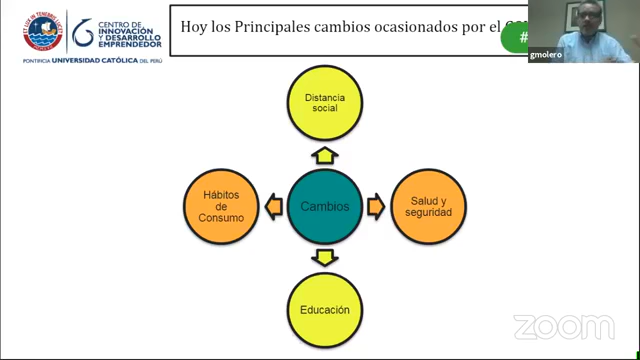 CENTRO DE
INNOVACIÓN Y
DESARROLLO
EMPRENDEDOR
PONTIFICIA UNIVERSIDAD CATÓLICA DEL PERÚ
Hoy los Principales cambios ocasionados por el
#
gmolero
Distancia
social
Hábitos
de
Consumo
Cambios
Salud y
seguridad
Educación
zoom